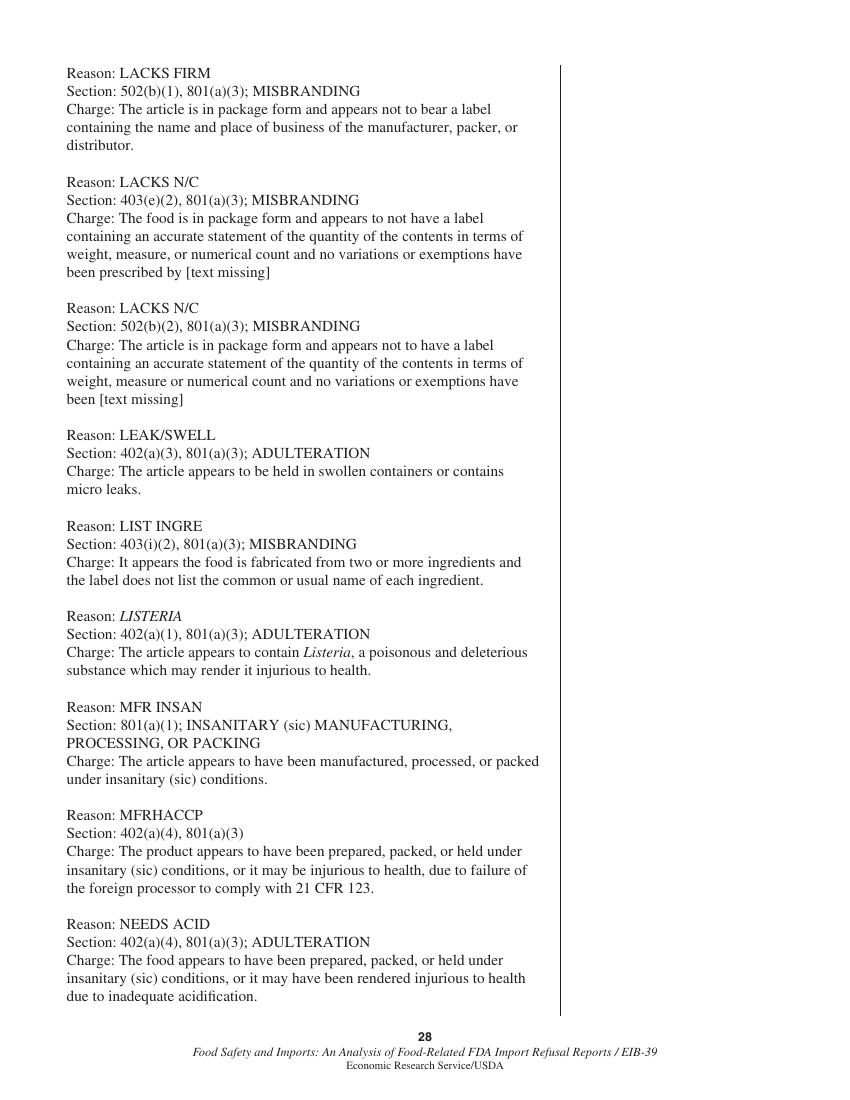 Reason: LACKS FIRM
Section: 502(b)(1), 801(a)(3); MISBRANDING
Charge: The article is in package form and appears not to bear a label
containing the name and place of business of the manufacturer, packer, or
distributor.
Reason: LACKS N/C
Section: 403(e)(2), 801(a)(3); MISBRANDING
Charge: The food is in package form and appears to not have a label
containing an accurate statement of the quantity of the contents in terms of
weight, measure, or numerical count and no variations or exemptions have
been prescribed by [text missing]
Reason: LACKS N/C
Section: 502(b)(2), 801(a)(3); MISBRANDING
Charge: The article is in package form and appears not to have a label
containing an accurate statement of the quantity of the contents in terms of
weight, measure or numerical count and no variations or exemptions have
been [text missing]
Reason: LEAK/SWELL
Section: 402(a)(3), 801(a)(3); ADULTERATION
Charge: The article appears to be held in swollen containers or contains
micro leaks.
Reason: LIST INGRE
Section: 403(i)(2), 801(a)(3); MISBRANDING
Charge: It appears the food is fabricated from two or more ingredients and
the label does not list the common or usual name of each ingredient.
Reason: LISTERIA
Section: 402(a)(1), 801(a)(3); ADULTERATION
Charge: The article appears to contain Listeria, a poisonous and deleterious
substance which may render it injurious to health.
Reason: MFR INSAN
Section: 801(a)(1); INSANITARY (sic) MANUFACTURING,
PROCESSING, OR PACKING
Charge: The article appears to have been manufactured, processed, or packed
under insanitary (sic) conditions.
Reason: MFRHACCP
Section: 402(a)(4), 801(a)(3)
Charge: The product appears to have been prepared, packed, or held under
insanitary (sic) conditions, or it may be injurious to health, due to failure of
the foreign processor to comply with 21 CFR 123.
Reason: NEEDS ACID
Section: 402(a)(4), 801(a)(3); ADULTERATION
Charge: The food appears to have been prepared, packed, or held under
insanitary (sic) conditions, or it may have been rendered injurious to health
due to inadequate acidification.
28
Food Safety and Imports: An Analysis of Food-Related FDA Import Refusal Reports / EIB-39
Economic Research Service/USDA